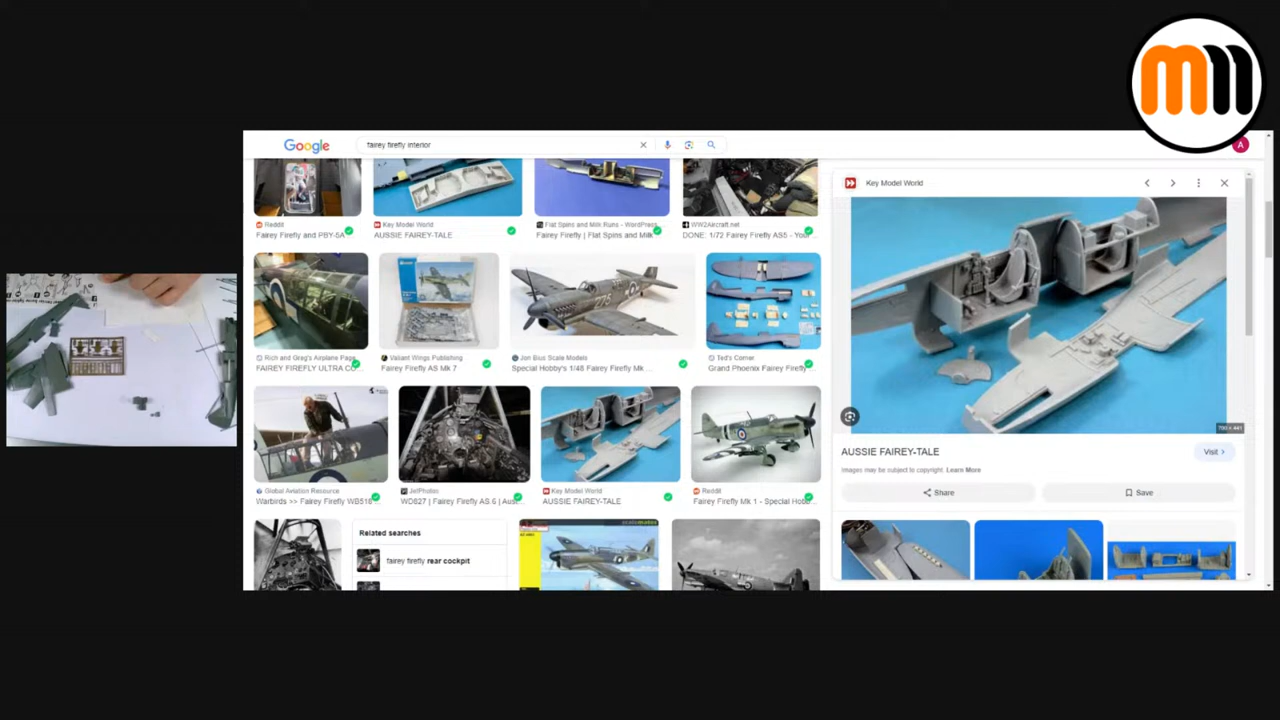 m
Google
fairey firefly interior
A
Key Model World
Reddit
Fairey Firefly and PBY-5A
Key Model World
AUSSIE FAIREY-TALE
Flat Spins and Milk Runs - WordPress
Fairey Firefly | Flat Spins and Milk
WW2Aircraft.net
DONE: 1/72 Fairey Firefly AS5 - Your ...
Rich and Greg's Airplane Page
FAIREY FIREFLY ULTRA CO...
Valiant Wings Publishing
Fairey Firefly AS Mk 7
Jon Bius Scale Models
Special Hobby's 1/48 Fairey Firefly Mk ...
Ted's Corner
Grand Phoenix Fairey Firefly
275
790 × 441
AUSSIE FAIREY-TALE
Visit
Images may be subject to copyright. Learn More
Share
Save
Global Aviation Resource
Warbirds >> Fairey Firefly WB518
JetPhotos
WD827 | Fairey Firefly AS.6 | Aust...
Key Model World
AUSSIE FAIREY-TALE
Reddit
Fairey Firefly Mk 1 - Special Hobb...
Related searches
fairey firefly rear cockpit